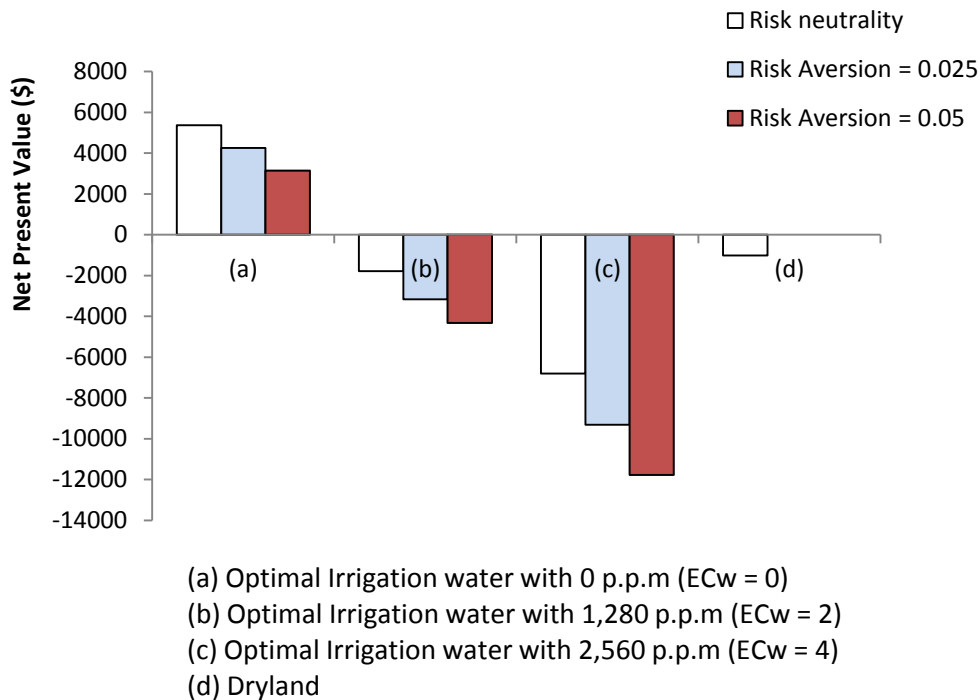 Risk neutrality
Risk Aversion = 0.025
Risk Aversion = 0.05
Net Present Value ($)
8000
6000
4000
2000
0
-2000
-4000
-6000
-8000
-10000
-12000
-14000
(a)
(b)
(c)
(d)
(a) Optimal Irrigation water with 0 p.p.m (ECw = 0)
(b) Optimal Irrigation water with 1,280 p.p.m (ECw = 2)
(c) Optimal Irrigation water with 2,560 p.p.m (ECw = 4)
(d) Dryland